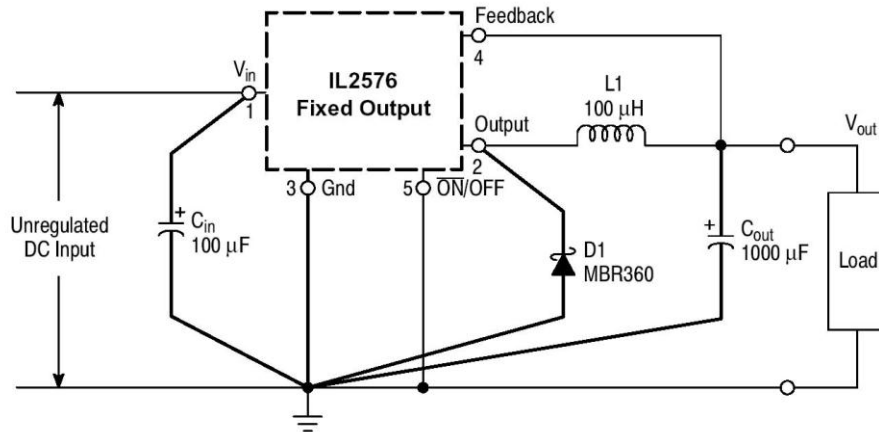 Feedback
4
V_in
1
IL2576
Fixed Output
L1
100 μH
Output
2
V_out
3 Gnd
5 O̅N̅/OFF
Unregulated
DC Input
+
C_in
100 μF
D1
MBR360
+
C_out
1000 μF
Load